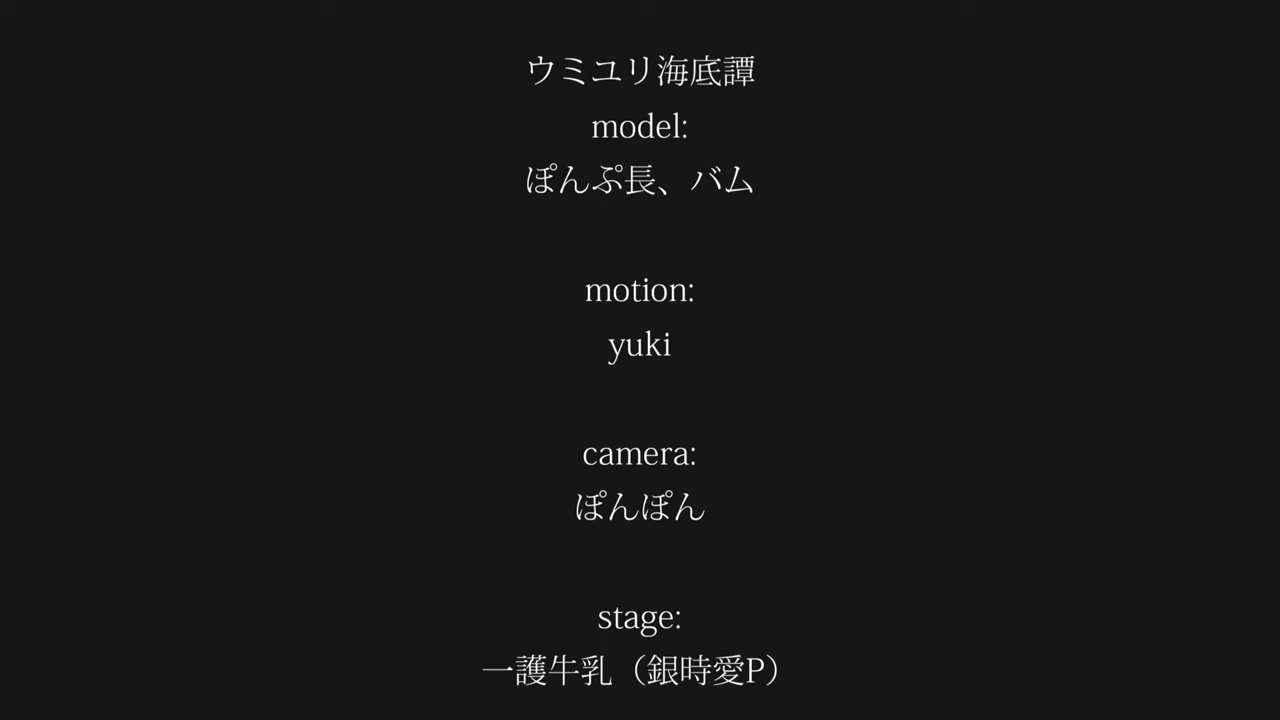 ウミユリ海底譚
model:
ぽんぷ長、バム
motion:
yuki
camera:
ぽんぽん
stage:
一護牛乳（銀時愛P）